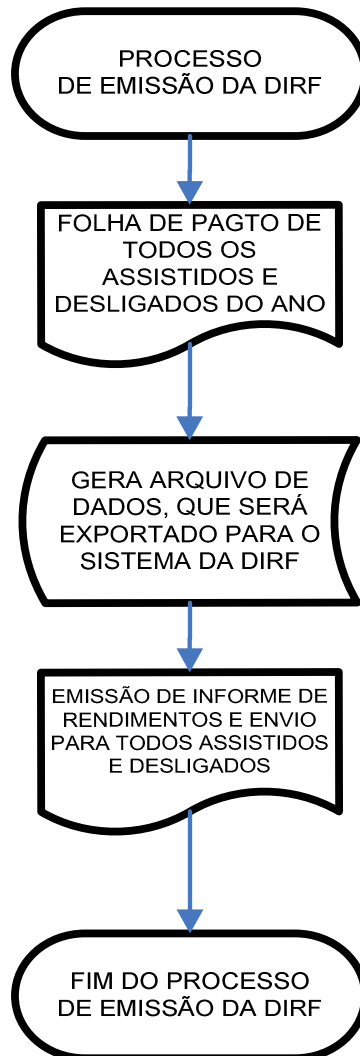 PROCESSO
DE EMISSÃO DA DIRF
FOLHA DE PAGTO DE
TODOS OS
ASSISTIDOS E
DESLIGADOS DO ANO
GERA ARQUIVO DE
DADOS, QUE SERÁ
EXPORTADO PARA O
SISTEMA DA DIRF
EMISSÃO DE INFORME DE
RENDIMENTOS E ENVIO
PARA TODOS ASSISTIDOS
E DESLIGADOS
FIM DO PROCESSO
DE EMISSÃO DA DIRF